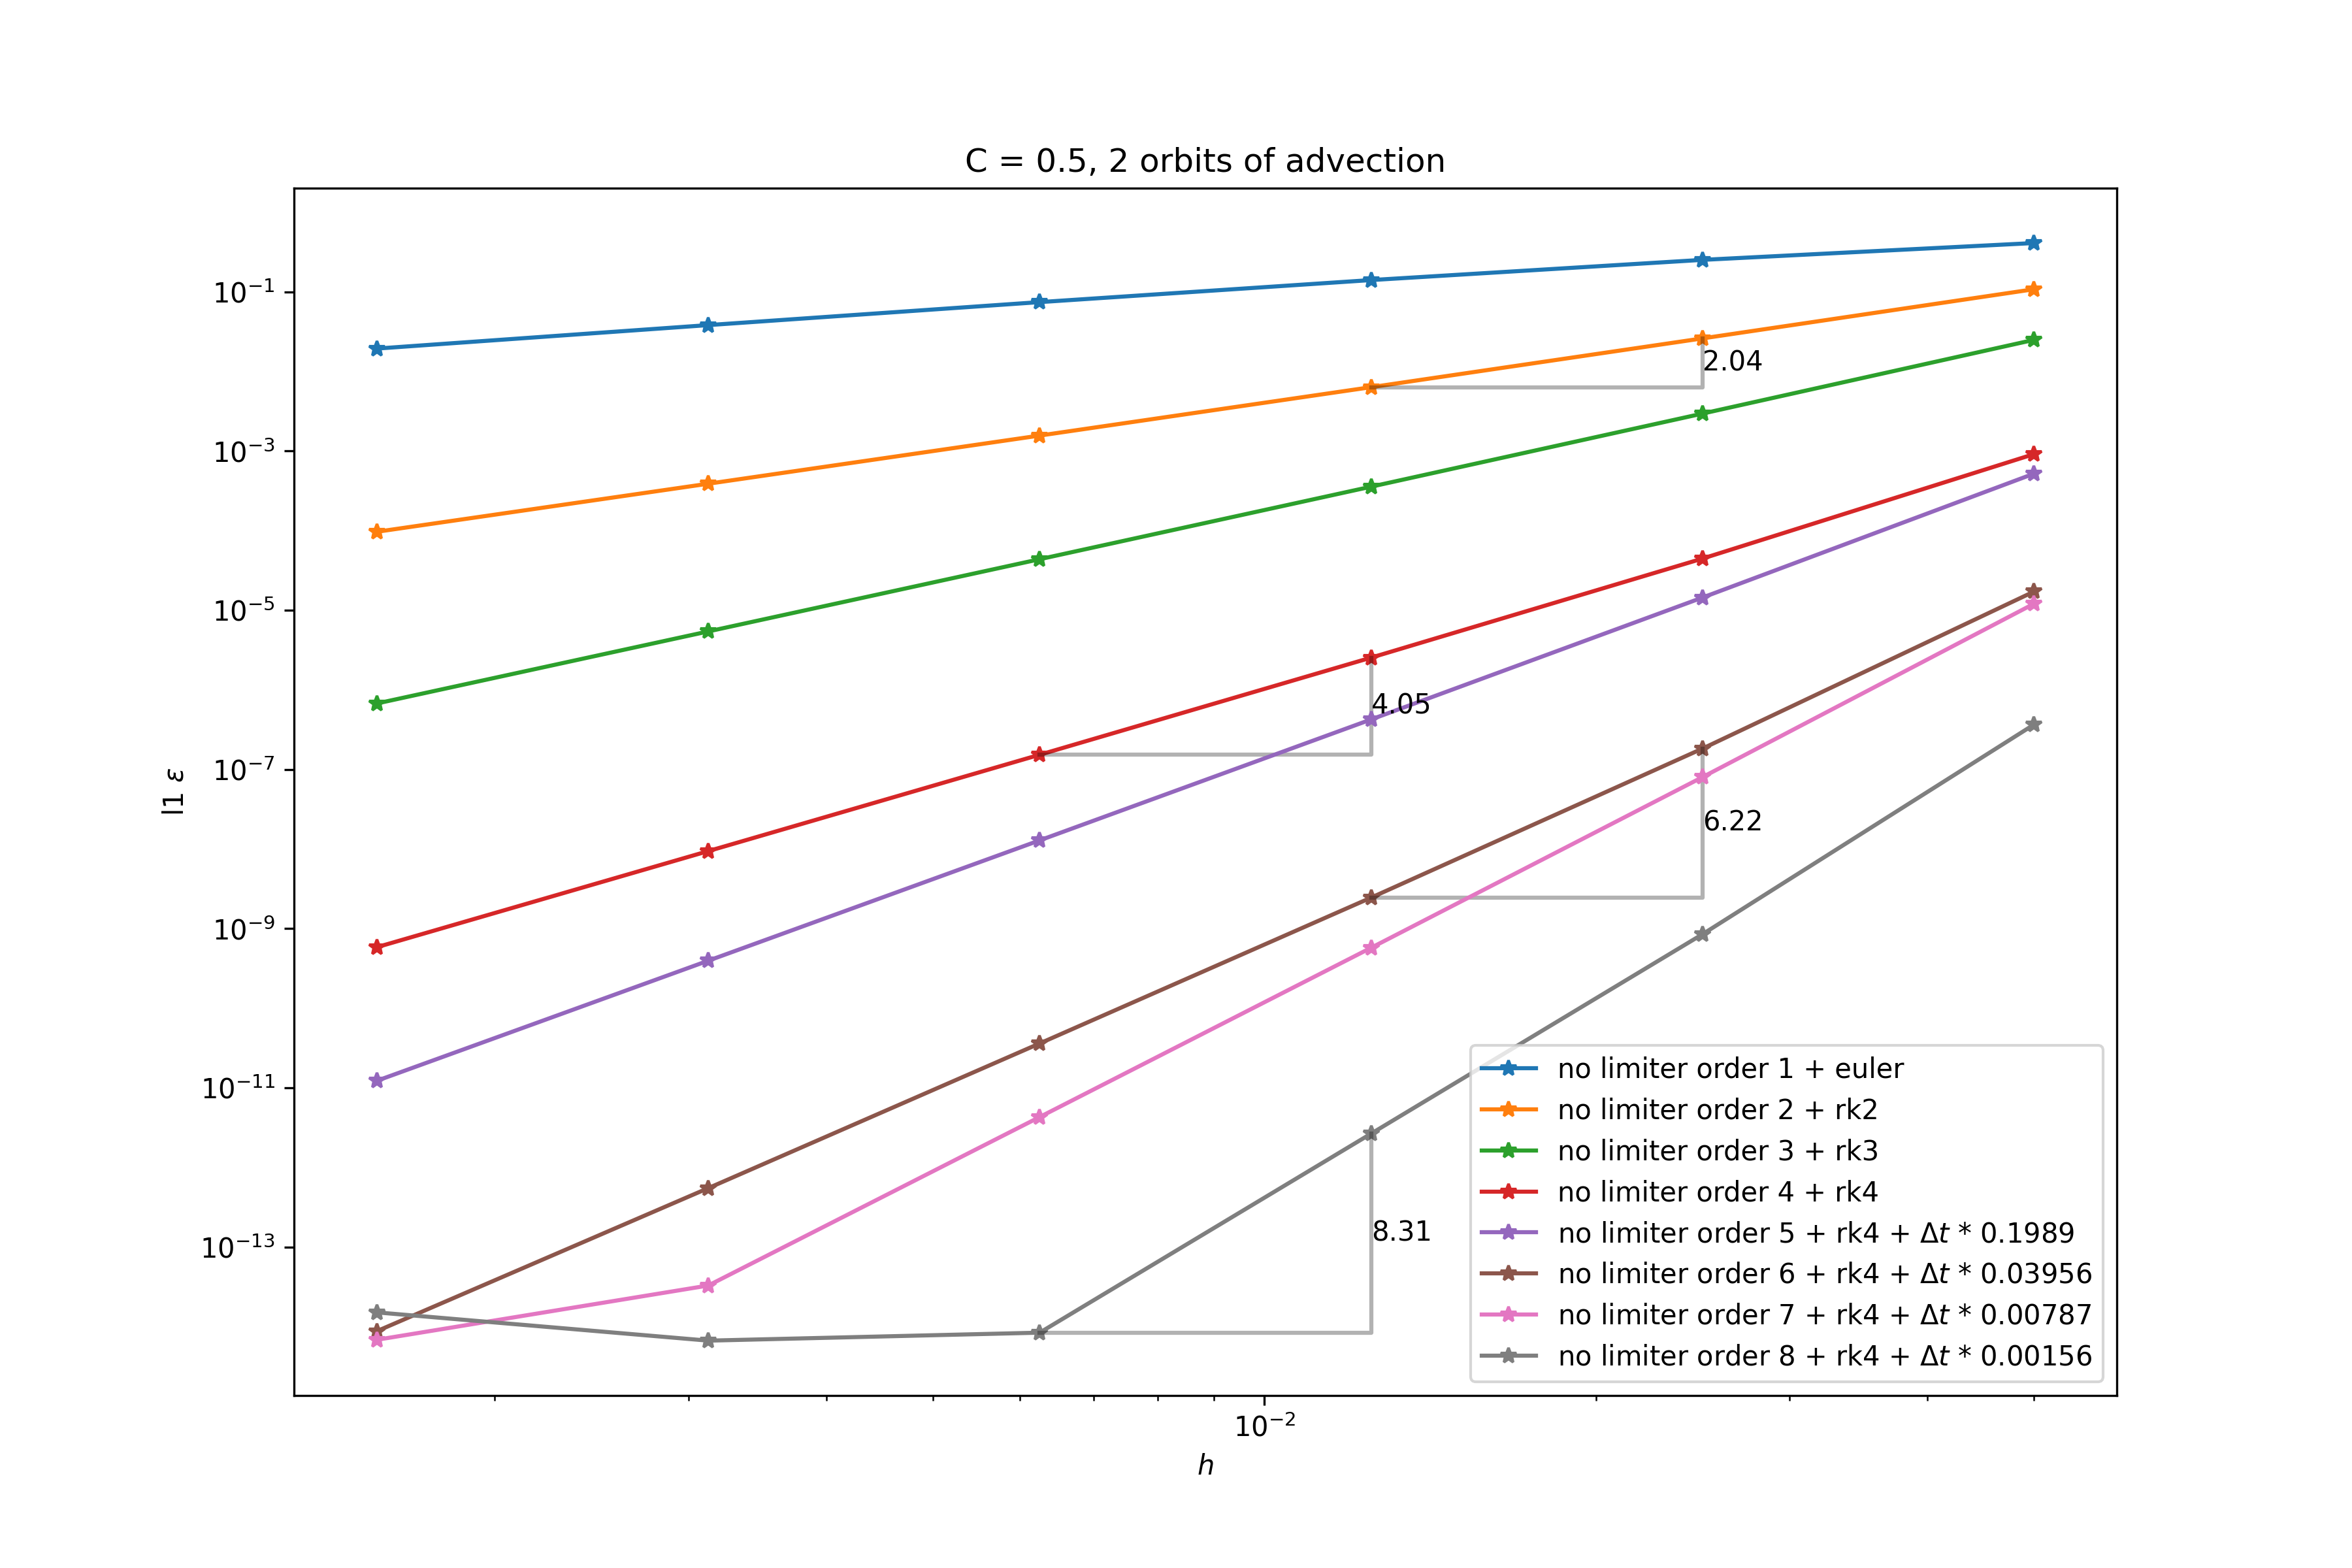 C = 0.5, 2 orbits of advection
l1 ε
10⁻¹
10⁻³
10⁻⁵
10⁻⁷
10⁻⁹
10⁻¹¹
10⁻¹³
2.04
4.05
6.22
8.31
no limiter order 1 + euler
no limiter order 2 + rk2
no limiter order 3 + rk3
no limiter order 4 + rk4
no limiter order 5 + rk4 + Δt * 0.1989
no limiter order 6 + rk4 + Δt * 0.03956
no limiter order 7 + rk4 + Δt * 0.00787
no limiter order 8 + rk4 + Δt * 0.00156
10⁻²
h